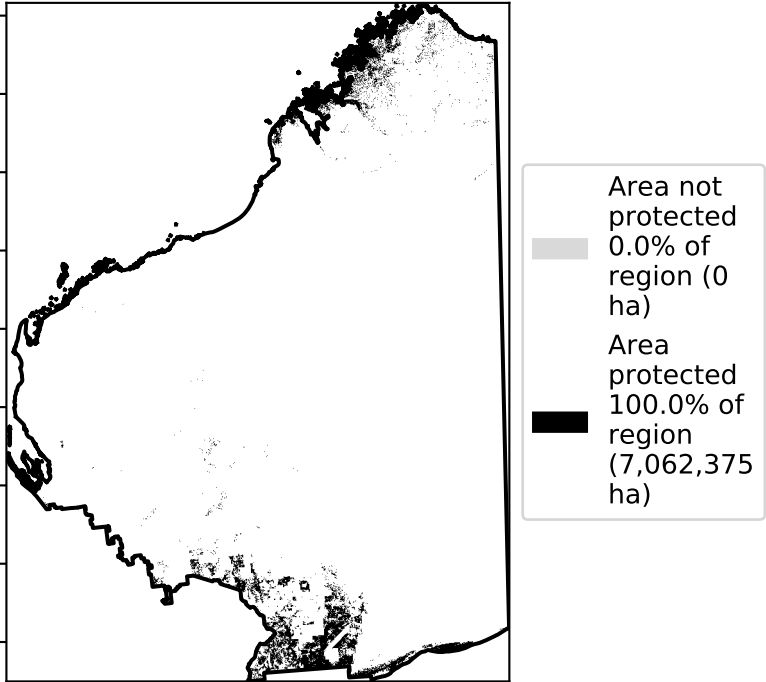 Area not
protected
0.0% of
region (0
ha)
Area
protected
100.0% of
region
(7,062,375
ha)